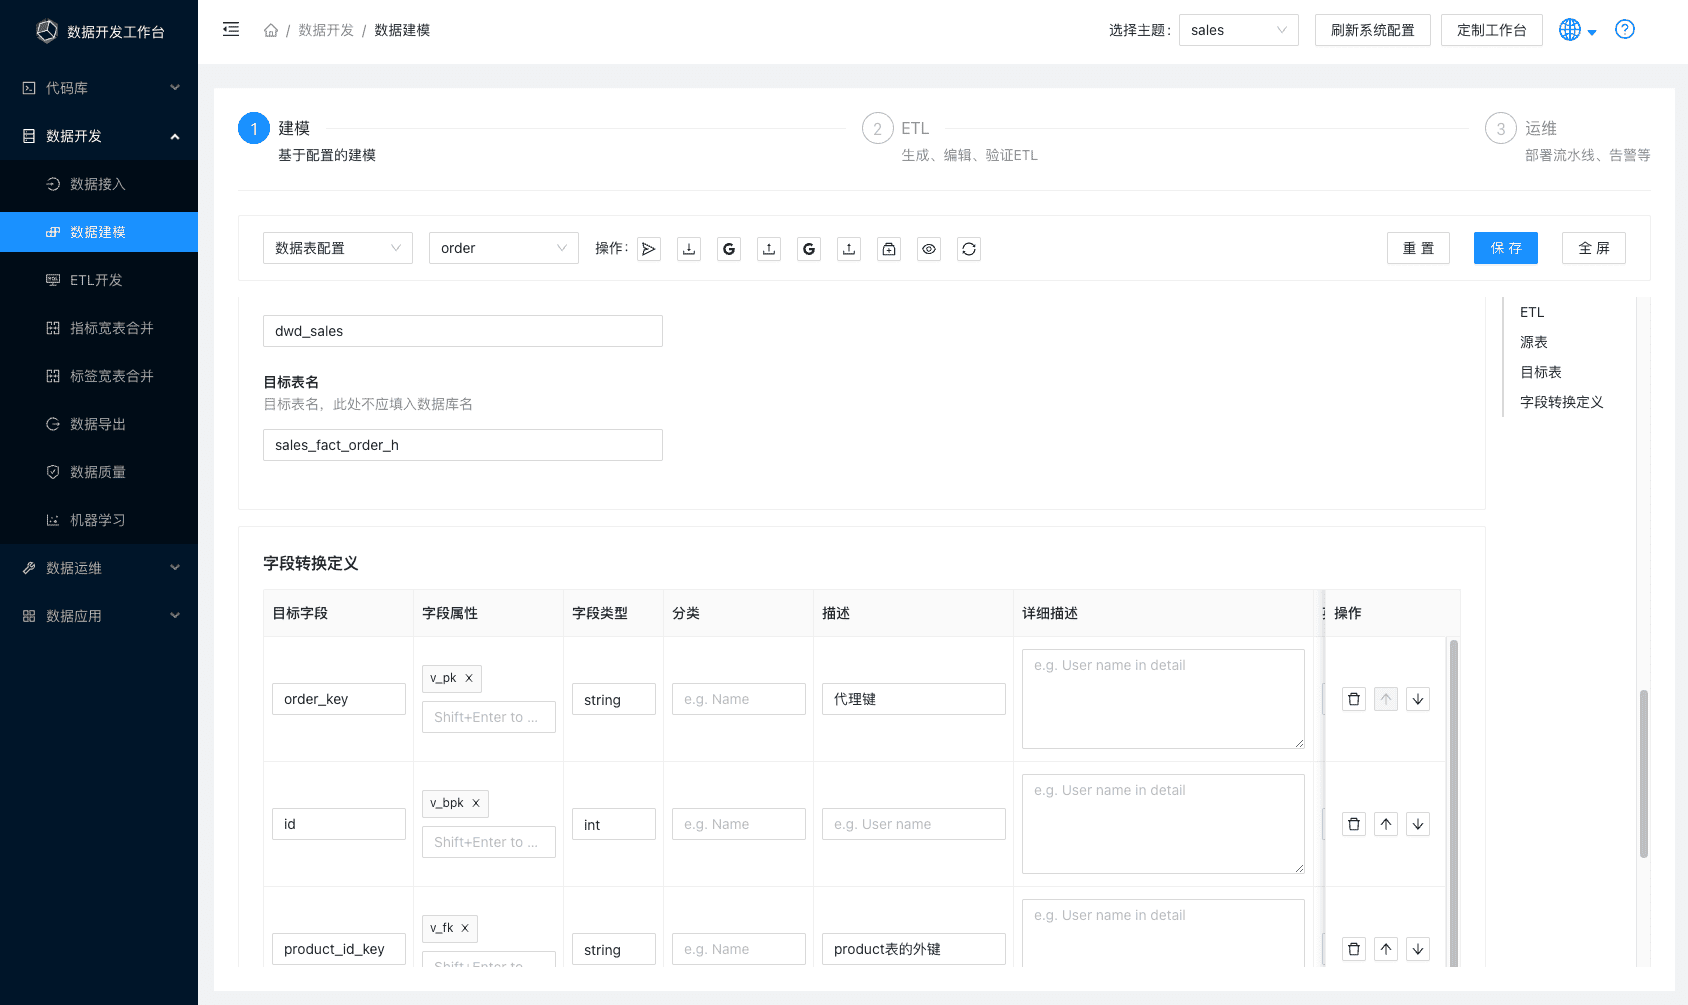 数据开发工作台
代码库
数据开发
数据接入
数据建模
ETL开发
指标宽表合并
标签宽表合并
数据导出
数据质量
机器学习
数据运维
数据应用
/ 数据开发 / 数据建模
选择主题: sales 刷新系统配置 定制工作台
1 建模
基于配置的建模
2 ETL
生成、编辑、验证ETL
3 运维
部署流水线、告警等
数据表配置 order 操作: 重 置 保 存 全 屏
dwd_sales
目标表名
目标表名，此处不应填入数据库名
sales_fact_order_h
ETL
源表
目标表
字段转换定义
字段转换定义
目标字段 字段属性 字段类型 分类 描述 详细描述 操作
order_key v_pk Shift+Enter to ... string e.g. Name 代理键 e.g. User name in detail
id v_bpk Shift+Enter to ... int e.g. Name e.g. User name e.g. User name in detail
product_id_key v_fk Shift+Enter to string e.g. Name product表的外键 e.g. User name in detail